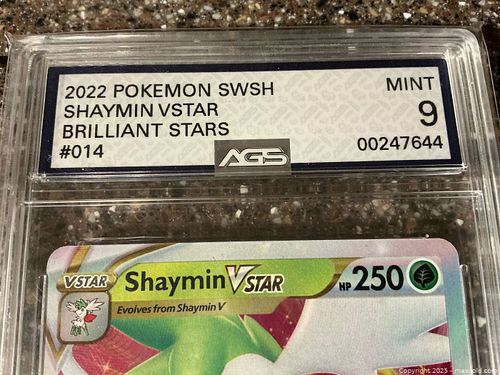 2022 POKEMON SWSH
SHAYMIN VSTAR
BRILLIANT STARS
#014
MINT
9
00247644
AGS
VSTAR
Shaymin VSTAR
HP 250
Evolves from Shaymin V
Copyright 2025 - maxsold.com